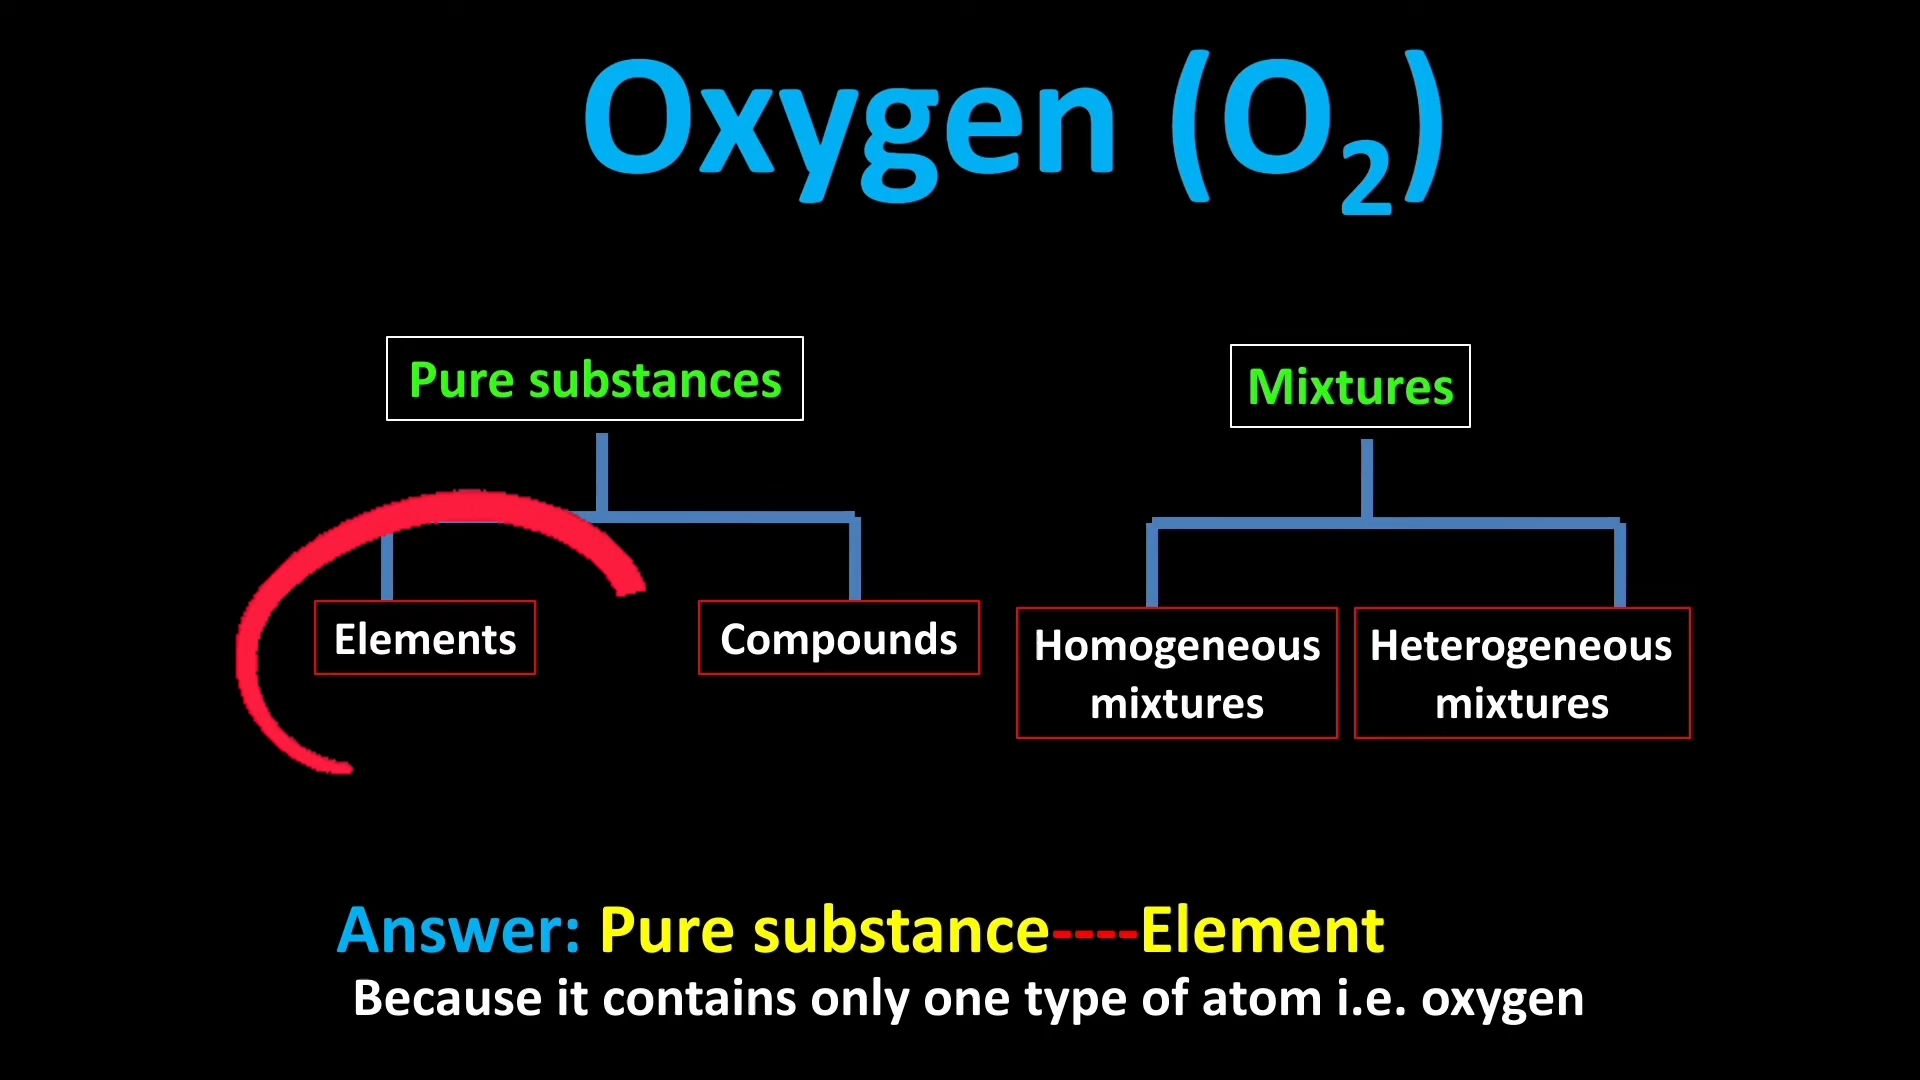 Oxygen (O₂)
Pure substances
Mixtures
Elements
Compounds
Homogeneous
mixtures
Heterogeneous
mixtures
Answer: Pure substance----Element
Because it contains only one type of atom i.e. oxygen